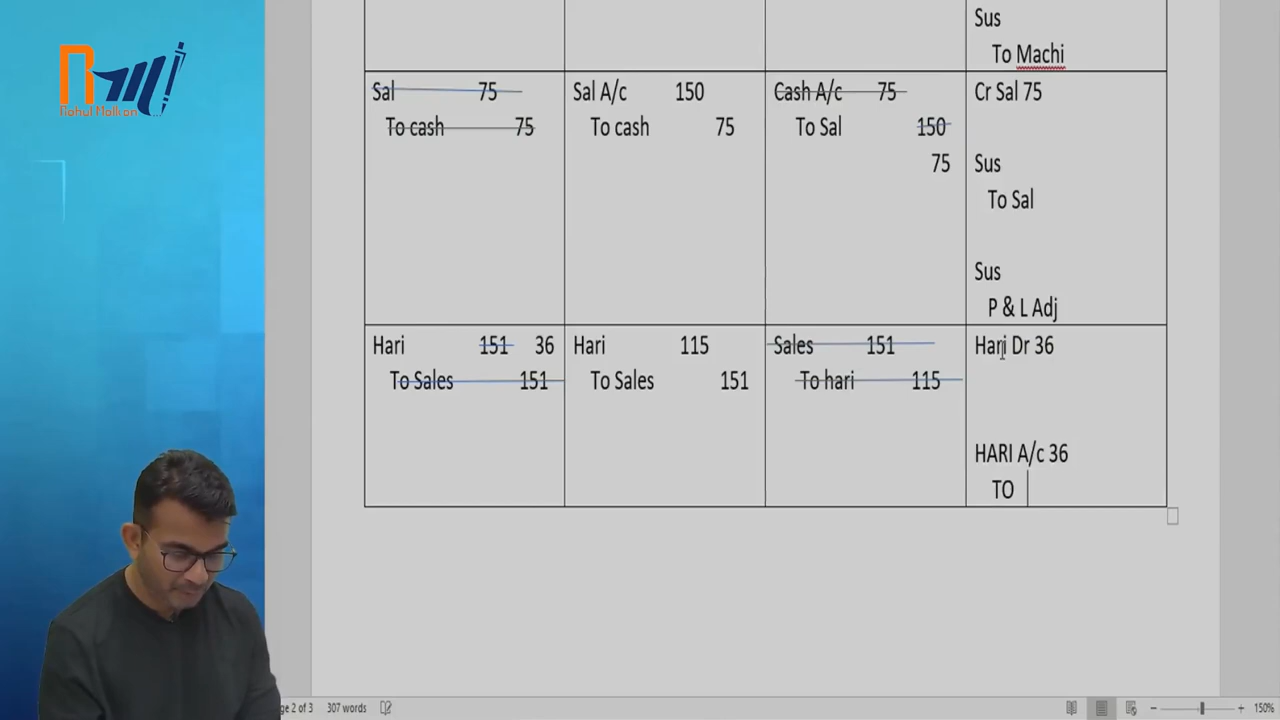 Rahul Malkan
Sus
To Machi
Sal 75
To cash 75
Sal A/c 150
To cash 75
Cash A/c 75
To Sal 150
75
Cr Sal 75
Sus
To Sal
Sus
P & L Adj
Hari 151 36
To Sales 151
Hari 115
To Sales 151
Sales 151
To hari 115
Hari Dr 36
HARI A/c 36
TO
ge 2 of 3 307 words 150%